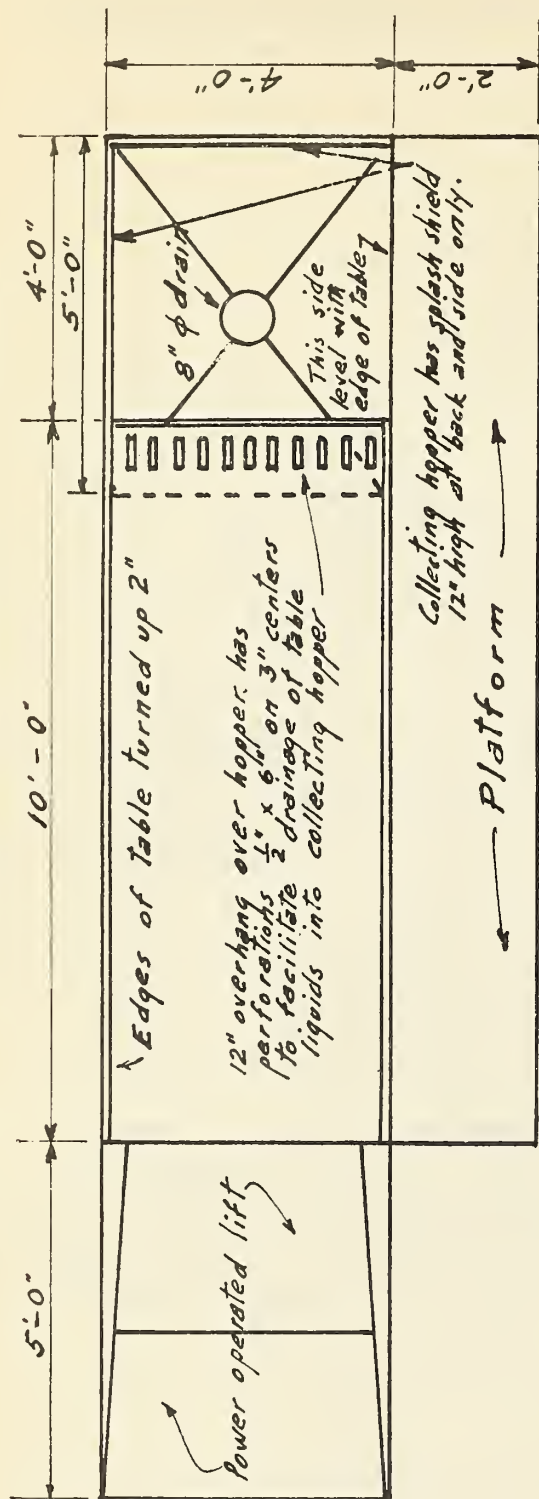 5'-0"
10'-0"
4'-0"
5'-0"
4'-0"
2'-0"
Power operated lift
Edges of table turned up 2"
12" overhang over hopper has
perforations 1/2" x 6" on 3" centers
to facilitate drainage of table
liquids into collecting hopper
8" ϕ drain
This side
level with
edge of table
Collecting hopper has splash shield
12" high at back and side only.
Platform